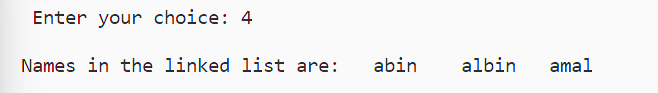 Enter your choice: 4
Names in the linked list are:   abin    albin   amal